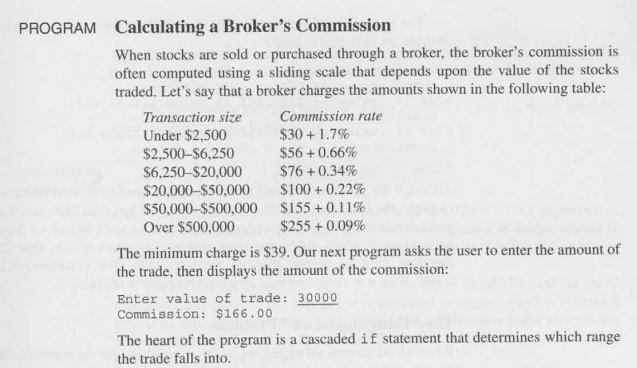 PROGRAM Calculating a Broker's Commission
When stocks are sold or purchased through a broker, the broker's commission is
often computed using a sliding scale that depends upon the value of the stocks
traded. Let's say that a broker charges the amounts shown in the following table:
Transaction size Commission rate
Under $2,500 $30 + 1.7%
$2,500–$6,250 $56 + 0.66%
$6,250–$20,000 $76 + 0.34%
$20,000–$50,000 $100 + 0.22%
$50,000–$500,000 $155 + 0.11%
Over $500,000 $255 + 0.09%
The minimum charge is $39. Our next program asks the user to enter the amount of
the trade, then displays the amount of the commission:
Enter value of trade: 30000
Commission: $166.00
The heart of the program is a cascaded if statement that determines which range
the trade falls into.